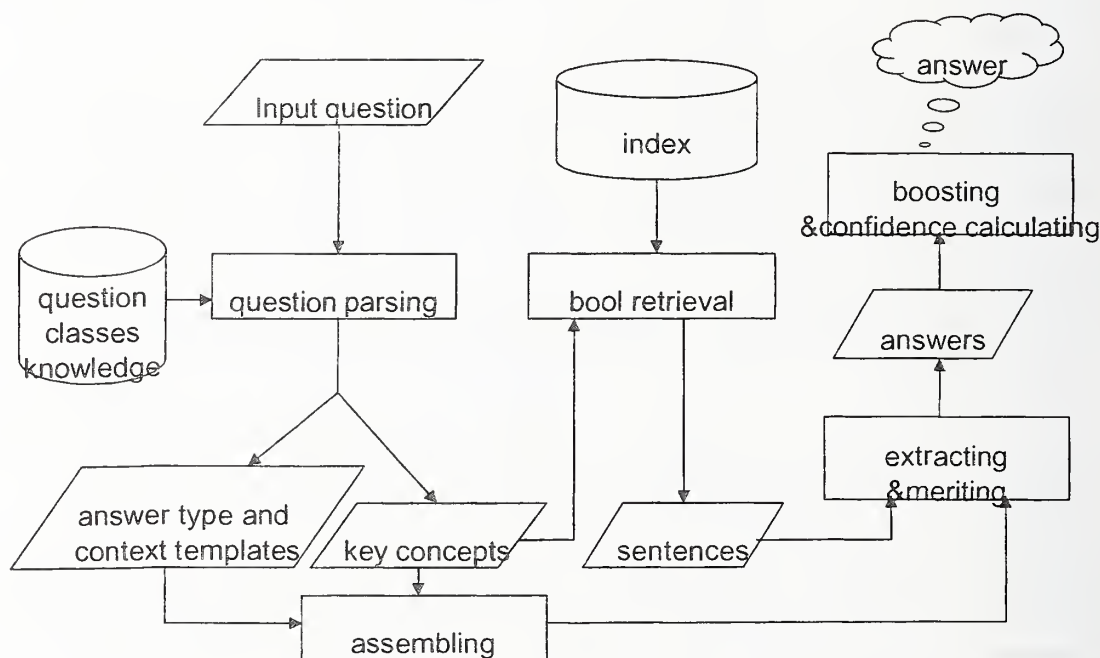 answer
Input question
index
boosting
&confidence calculating
question
classes
knowledge
question parsing
bool retrieval
answers
extracting
&meriting
answer type and
context templates
key concepts
sentences
assembling